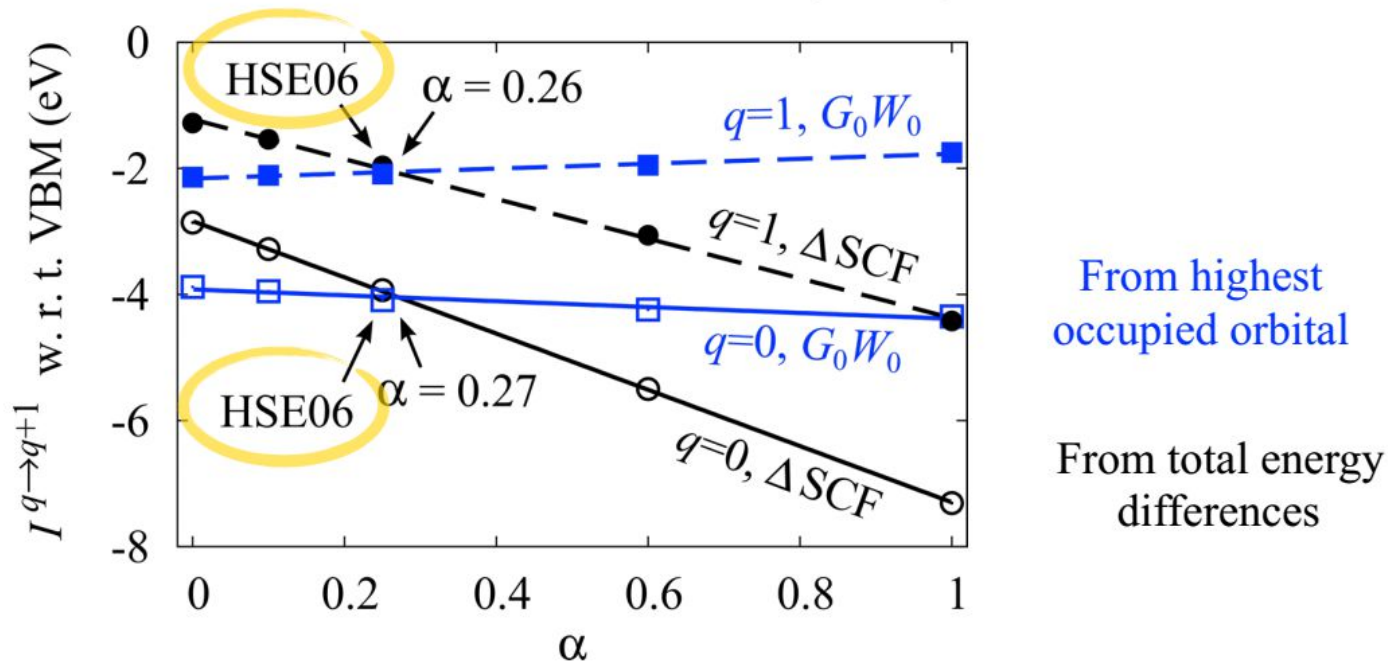 0
HSE06
α = 0.26
q=1, G₀W₀
-2
q=1, ΔSCF
-4
q=0, G₀W₀
HSE06
α = 0.27
-6
q=0, ΔSCF
-8
0 0.2 0.4 0.6 0.8 1
α
I^{q→q+1} w. r. t. VBM (eV)
From highest
occupied orbital
From total energy
differences